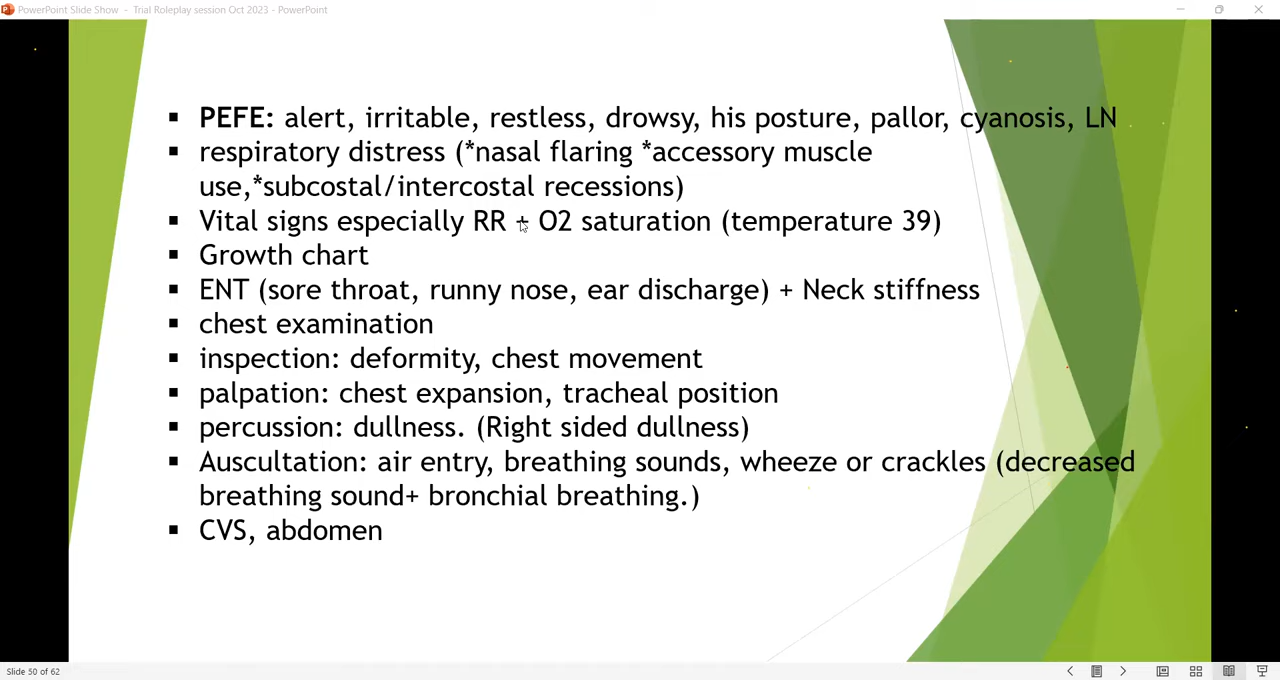 PowerPoint Slide Show - Trial Roleplay session Oct 2023 - PowerPoint
▪ PEFE: alert, irritable, restless, drowsy, his posture, pallor, cyanosis, LN
▪ respiratory distress (*nasal flaring *accessory muscle
use,*subcostal/intercostal recessions)
▪ Vital signs especially RR + O2 saturation (temperature 39)
▪ Growth chart
▪ ENT (sore throat, runny nose, ear discharge) + Neck stiffness
▪ chest examination
▪ inspection: deformity, chest movement
▪ palpation: chest expansion, tracheal position
▪ percussion: dullness. (Right sided dullness)
▪ Auscultation: air entry, breathing sounds, wheeze or crackles (decreased
breathing sound+ bronchial breathing.)
▪ CVS, abdomen
Slide 50 of 62